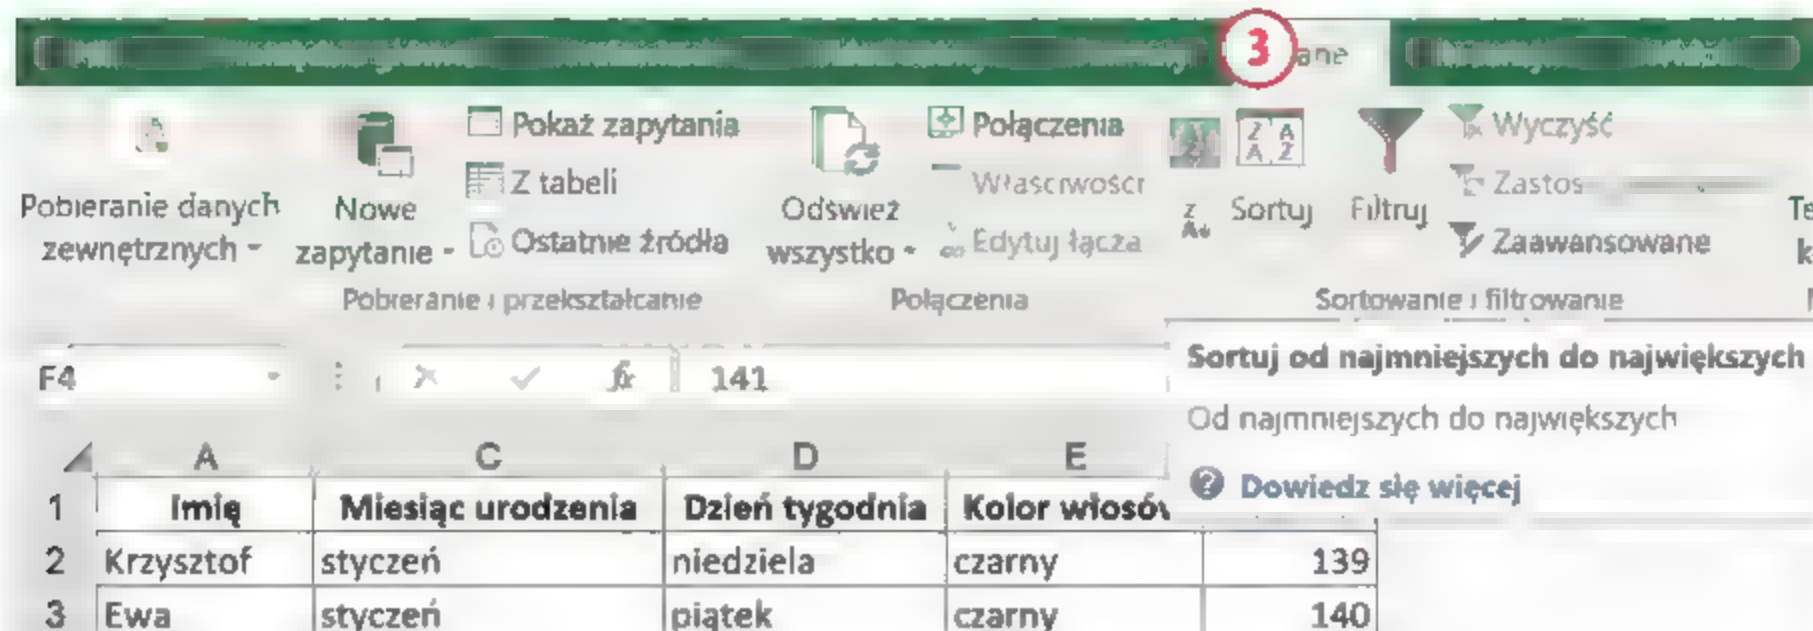 3 ane
Pokaż zapytania Połączenia Wyczyść
Z tabeli Właściwości
Pobieranie danych Nowe Odśwież Sortuj Filtruj
zewnętrznych zapytanie Ostatnie źródła wszystko Edytuj łącza Zaawansowane
Pobieranie i przekształcanie Połączenia Sortowanie i filtrowanie
F4 fx 141
Sortuj od najmniejszych do największych
Od najmniejszych do największych
Dowiedz się więcej
A C D E
1 Imię Miesiąc urodzenia Dzień tygodnia Kolor włosóv
2 Krzysztof styczeń niedziela czarny 139
3 Ewa styczeń piątek czarny 140